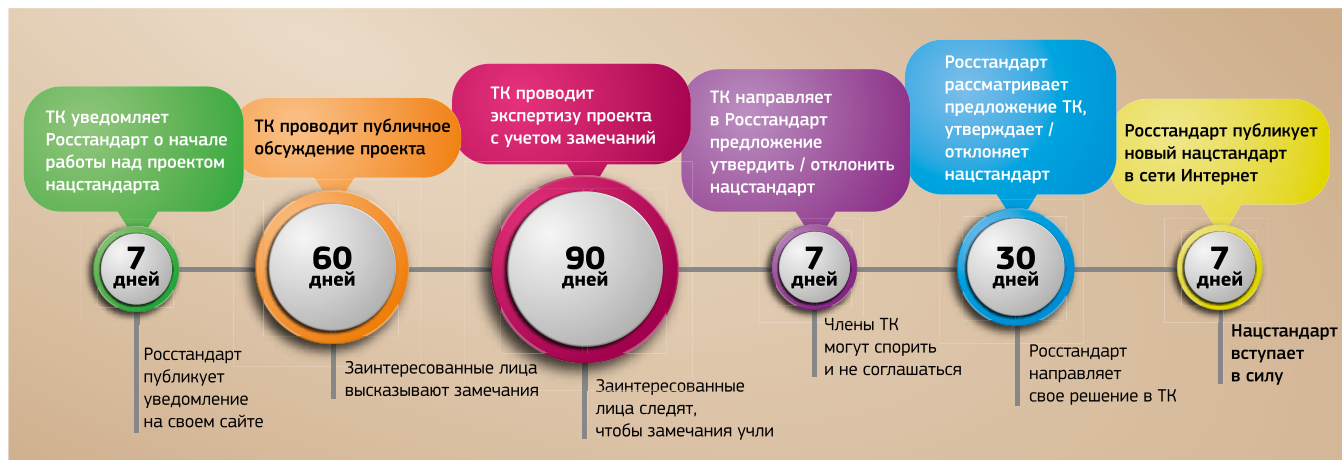 ТК уведомляет
Росстандарт о начале
работы над проектом
нацстандарта
ТК проводит публичное
обсуждение проекта
ТК проводит
экспертизу проекта
с учетом замечаний
ТК направляет
в Росстандарт
предложение
утвердить / отклонить
нацстандарт
Росстандарт
рассматривает
предложение ТК,
утверждает /
отклоняет
нацстандарт
Росстандарт публикует
новый нацстандарт
в сети Интернет
7
дней
60
дней
90
дней
7
дней
30
дней
7
дней
Росстандарт
публикует
уведомление
на своем сайте
Заинтересованные лица
высказывают замечания
Заинтересованные
лица следят,
чтобы замечания учли
Члены ТК
могут спорить
и не соглашаться
Росстандарт
направляет
свое решение в ТК
Нацстандарт
вступает
в силу